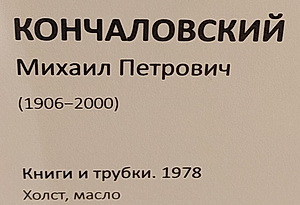 КОНЧАЛОВСКИЙ
Михаил Петрович
(1906–2000)
Книги и трубки. 1978
Холст, масло